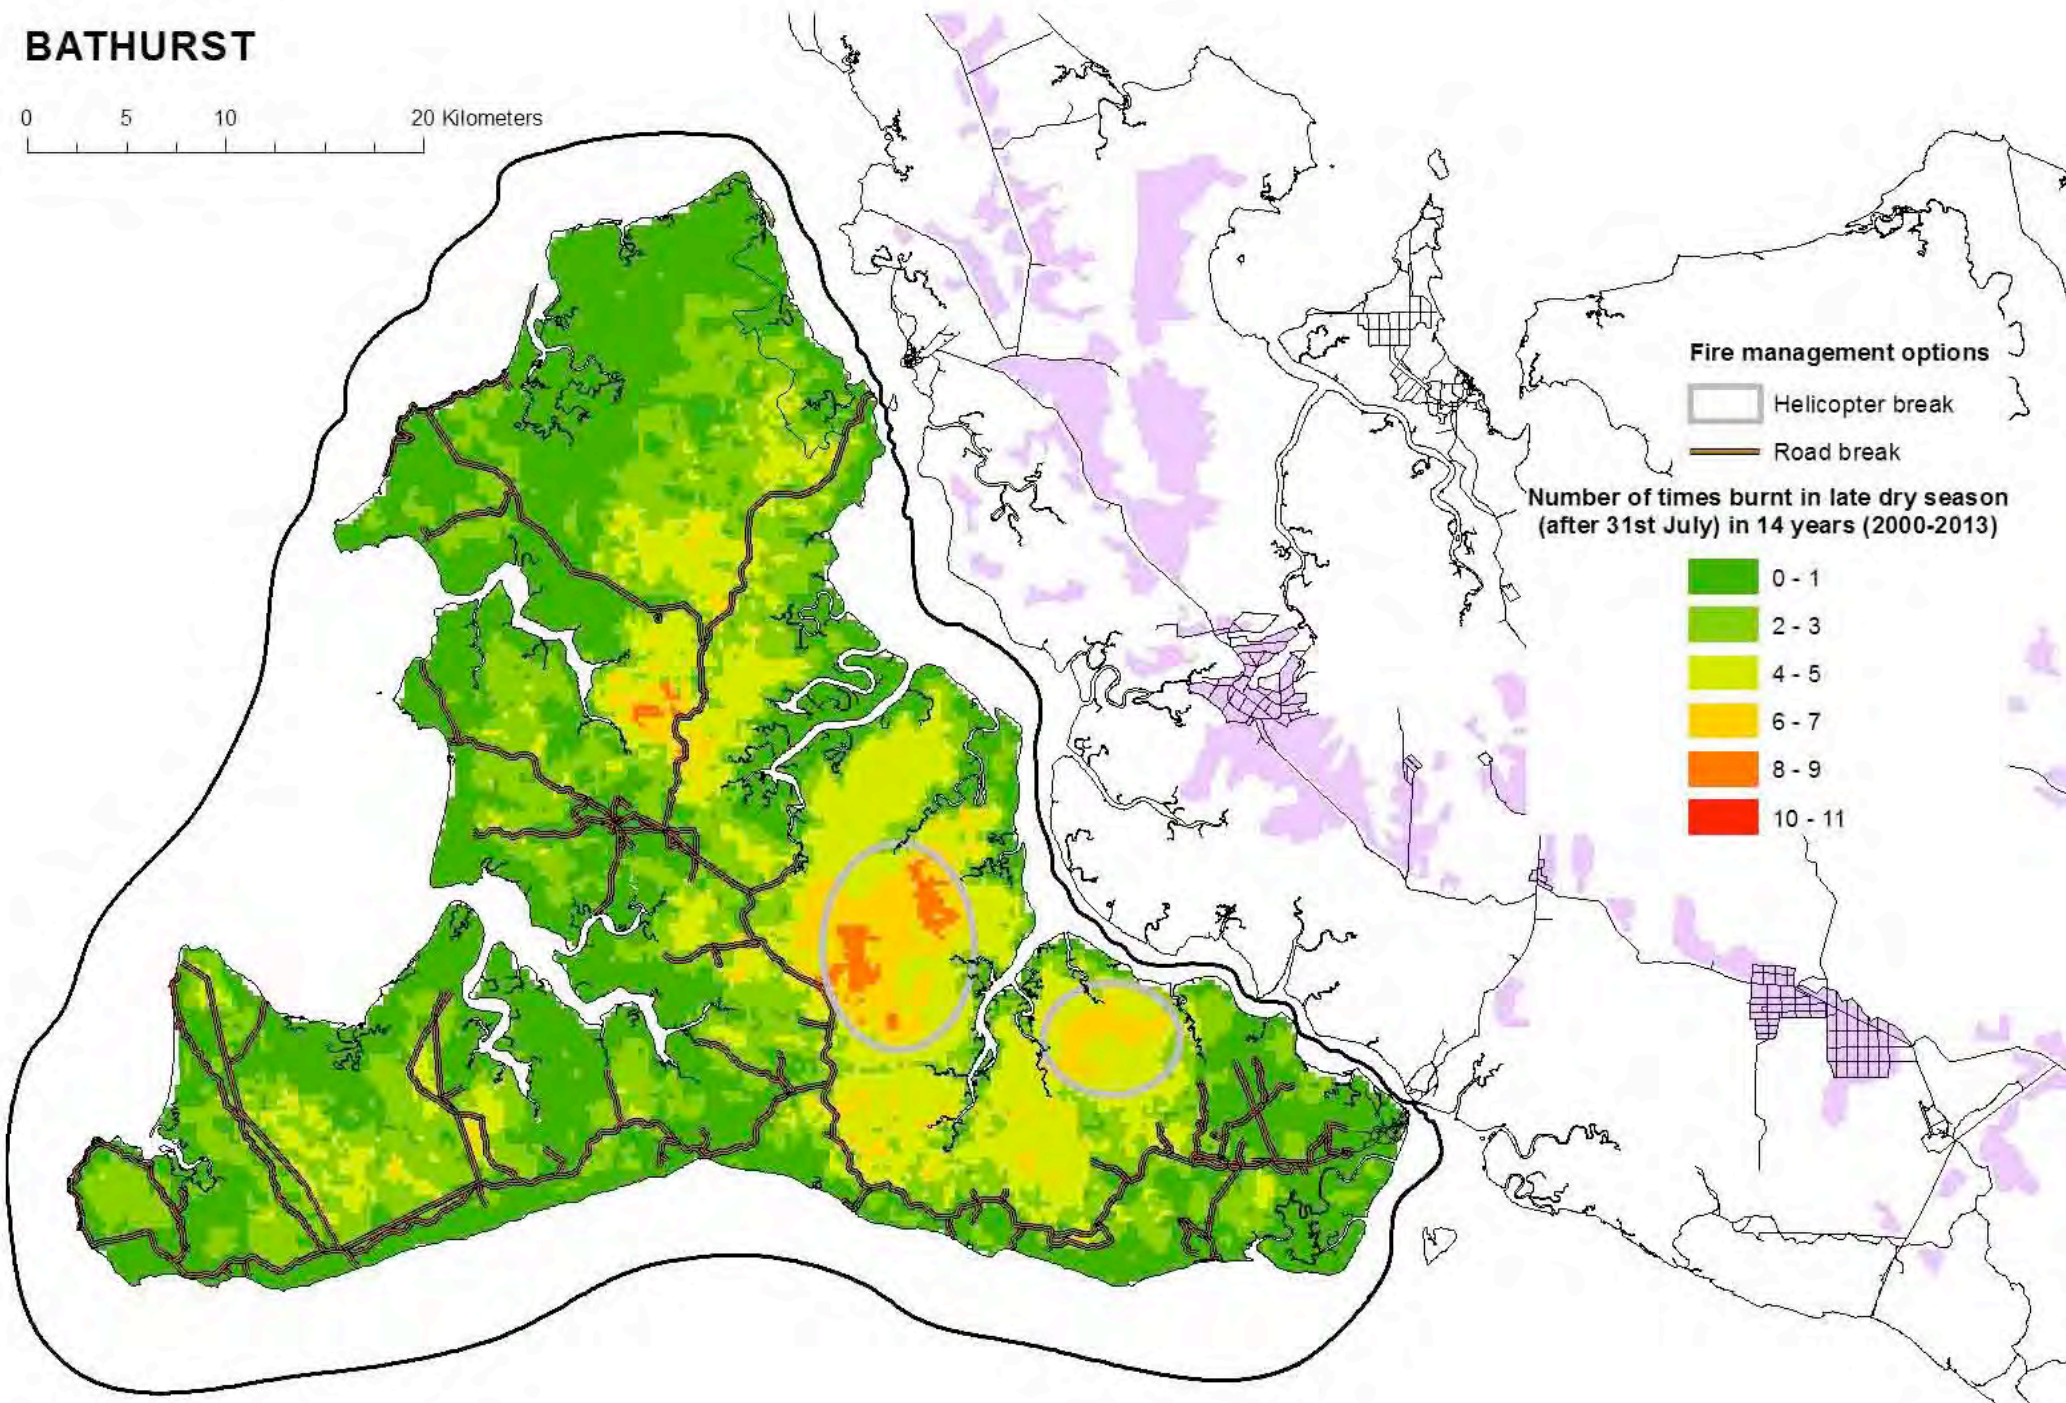 BATHURST
0 5 10 20 Kilometers
Fire management options
Helicopter break
Road break
Number of times burnt in late dry season
(after 31st July) in 14 years (2000-2013)
0 - 1
2 - 3
4 - 5
6 - 7
8 - 9
10 - 11